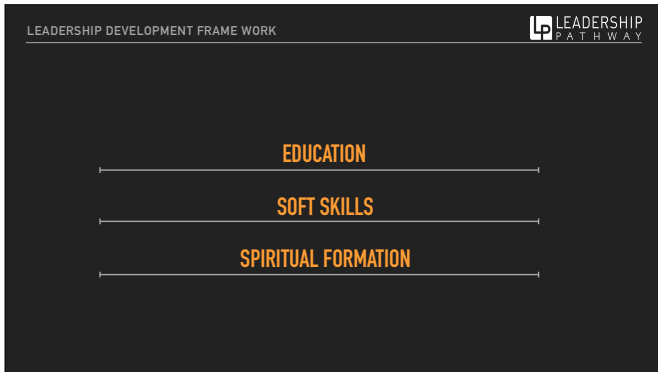 LEADERSHIP DEVELOPMENT FRAME WORK
LP LEADERSHIP
PATHWAY
EDUCATION
SOFT SKILLS
SPIRITUAL FORMATION